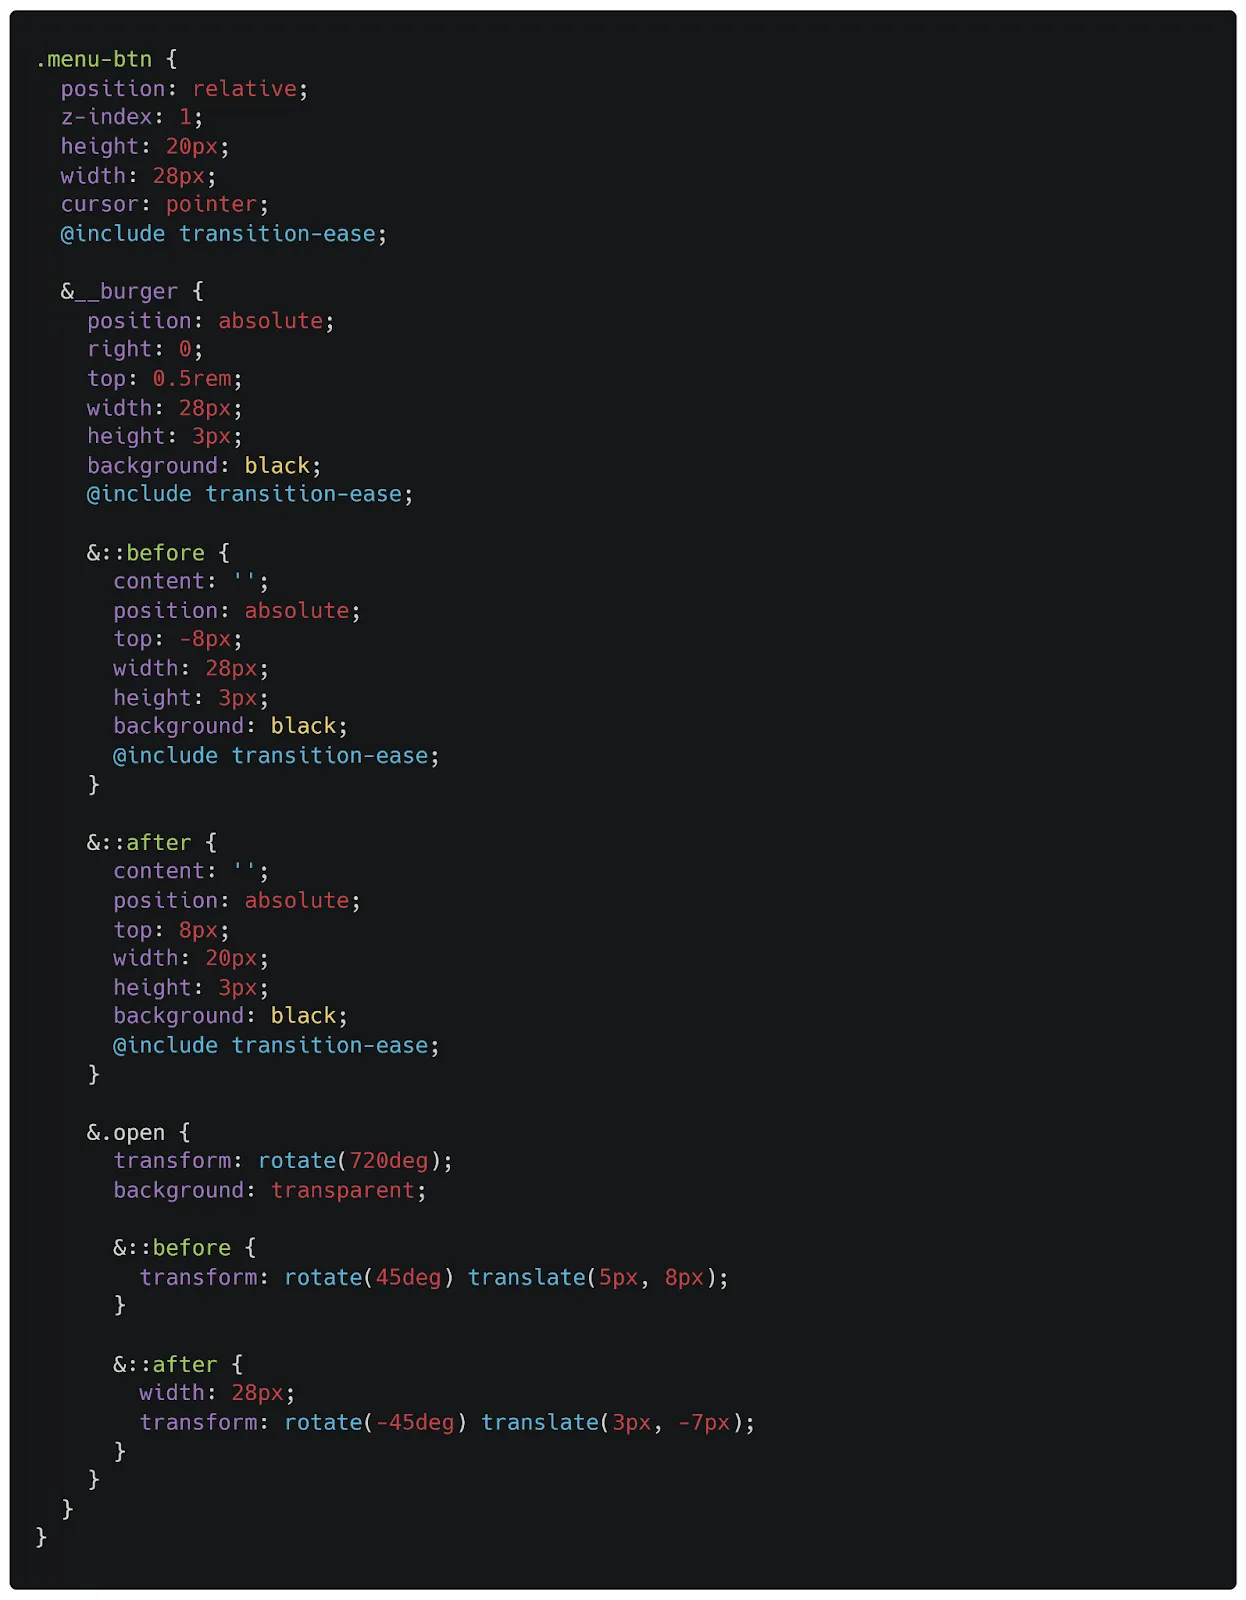 .menu-btn {
  position: relative;
  z-index: 1;
  height: 20px;
  width: 28px;
  cursor: pointer;
  @include transition-ease;

  &__burger {
    position: absolute;
    right: 0;
    top: 0.5rem;
    width: 28px;
    height: 3px;
    background: black;
    @include transition-ease;

    &::before {
      content: '';
      position: absolute;
      top: -8px;
      width: 28px;
      height: 3px;
      background: black;
      @include transition-ease;
    }

    &::after {
      content: '';
      position: absolute;
      top: 8px;
      width: 20px;
      height: 3px;
      background: black;
      @include transition-ease;
    }

    &.open {
      transform: rotate(720deg);
      background: transparent;

      &::before {
        transform: rotate(45deg) translate(5px, 8px);
      }

      &::after {
        width: 28px;
        transform: rotate(-45deg) translate(3px, -7px);
      }
    }
  }
}